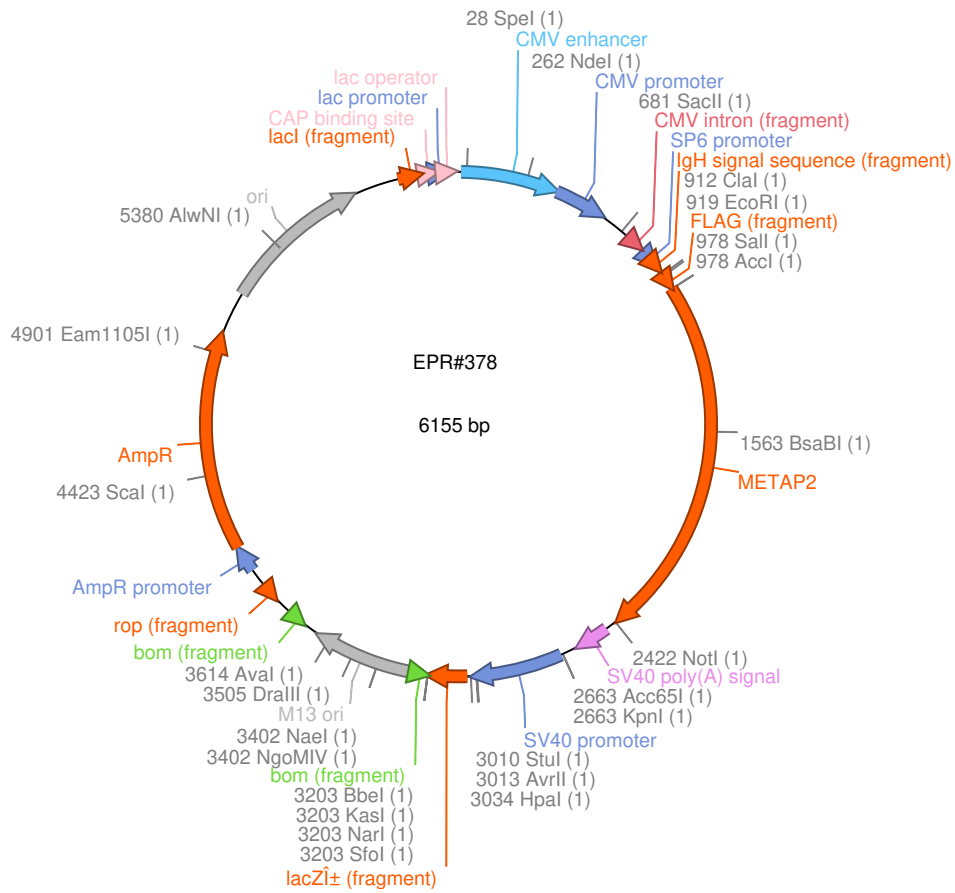 28 SpeI (1)
CMV enhancer
262 NdeI (1)
CMV promoter
681 SacII (1)
CMV intron (fragment)
SP6 promoter
IgH signal sequence (fragment)
912 ClaI (1)
919 EcoRI (1)
FLAG (fragment)
978 SalI (1)
978 AccI (1)
1563 BsaBI (1)
METAP2
2422 NotI (1)
SV40 poly(A) signal
2663 Acc65I (1)
2663 KpnI (1)
SV40 promoter
3010 StuI (1)
3013 AvrII (1)
3034 HpaI (1)
lac operator
lac promoter
CAP binding site
lacI (fragment)
ori
5380 AlwNI (1)
4901 Eam1105I (1)
EPR#378
6155 bp
AmpR
4423 ScaI (1)
AmpR promoter
rop (fragment)
bom (fragment)
3614 AvaI (1)
3505 DraIII (1)
M13 ori
3402 NaeI (1)
3402 NgoMIV (1)
bom (fragment)
3203 BbeI (1)
3203 KasI (1)
3203 NarI (1)
3203 SfoI (1)
lacZÎ± (fragment)